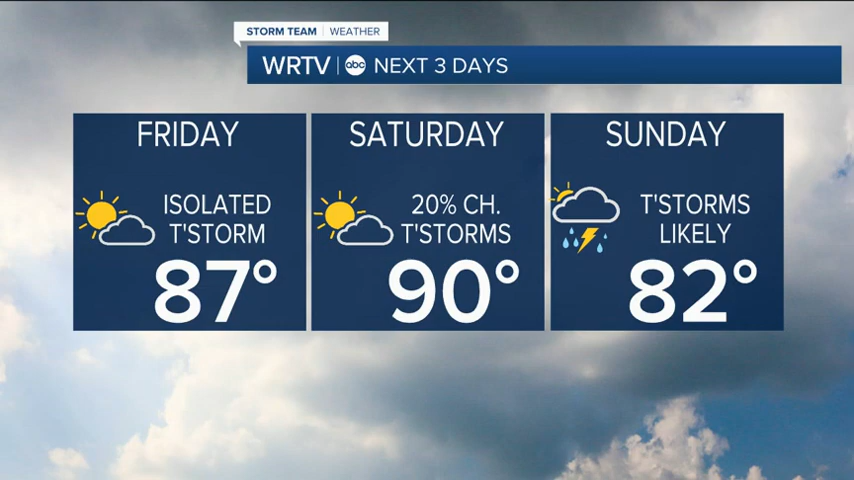 STORM TEAM | WEATHER
WRTV | abc NEXT 3 DAYS
FRIDAY
ISOLATED
T'STORM
87°
SATURDAY
20% CH.
T'STORMS
90°
SUNDAY
T'STORMS
LIKELY
82°